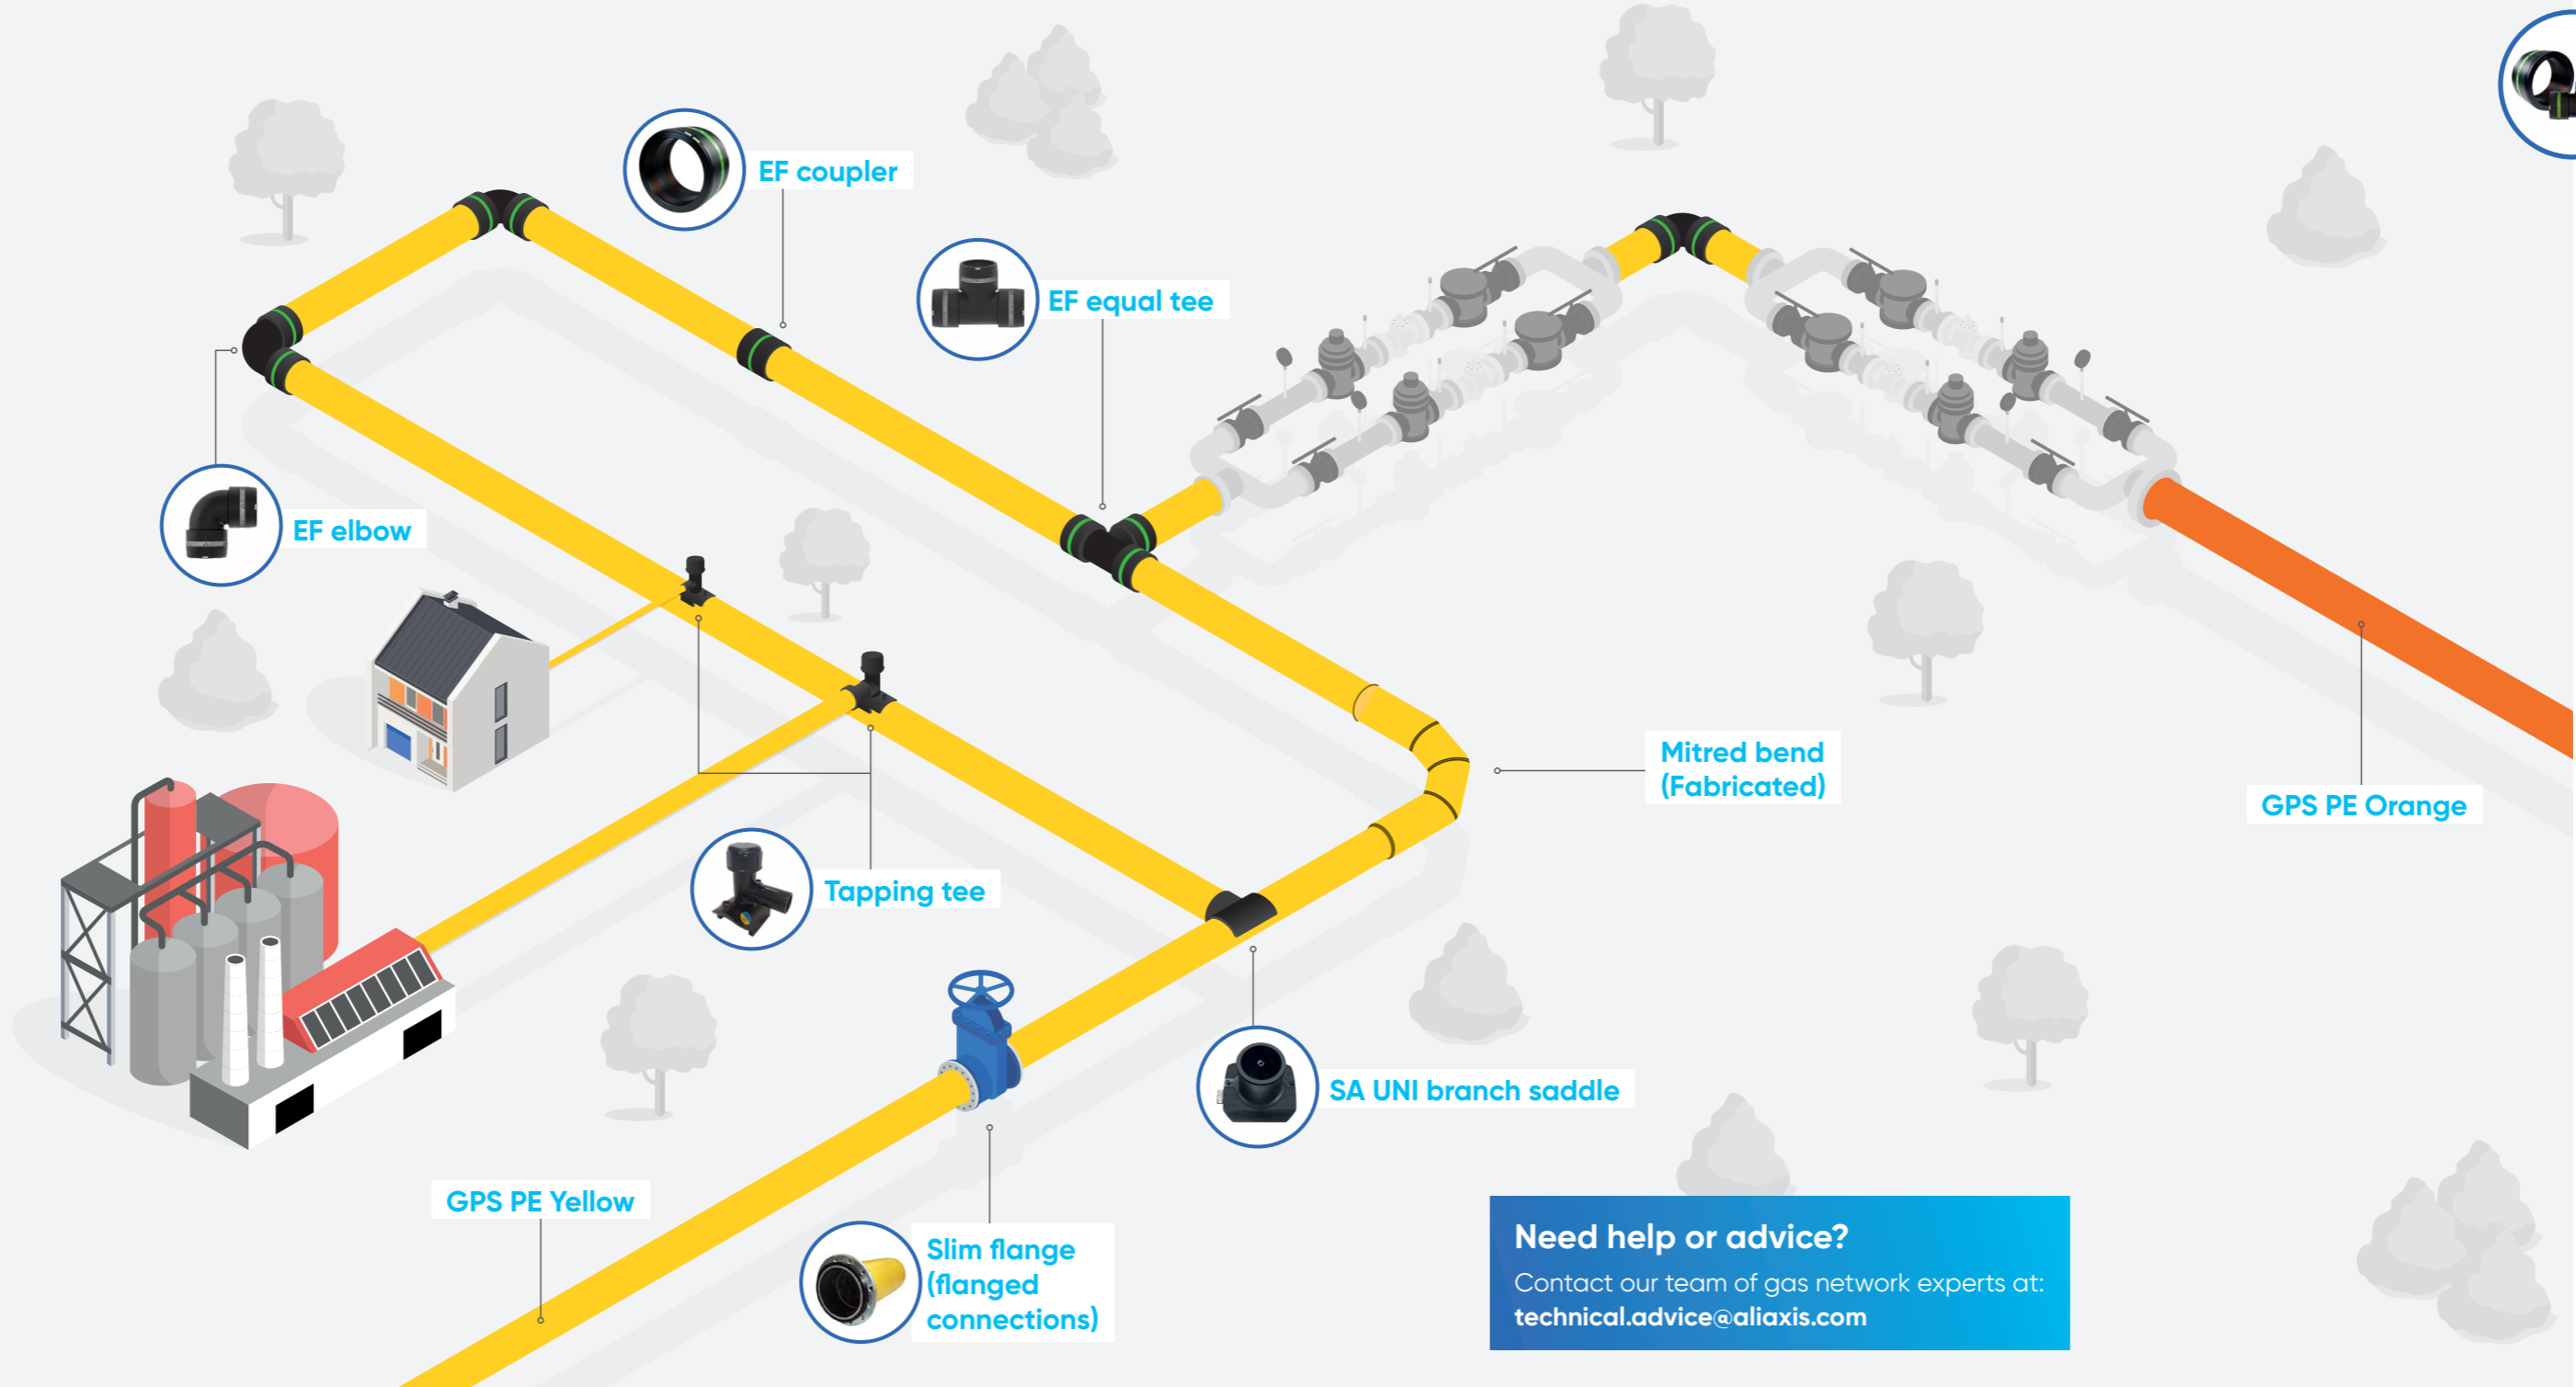 EF coupler
EF equal tee
EF elbow
Mitred bend
(Fabricated)
GPS PE Orange
Tapping tee
SA UNI branch saddle
GPS PE Yellow
Slim flange
(flanged
connections)
Need help or advice?
Contact our team of gas network experts at:
technical.advice@aliaxis.com